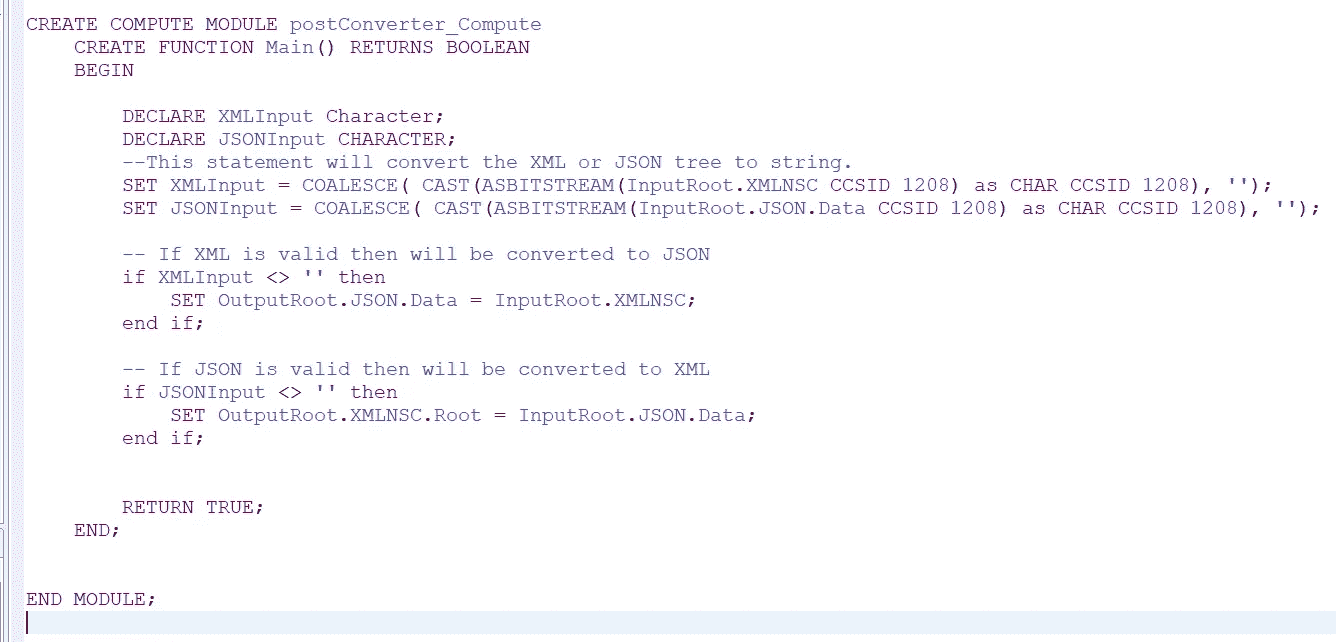 CREATE COMPUTE MODULE postConverter_Compute
CREATE FUNCTION Main() RETURNS BOOLEAN
BEGIN
DECLARE XMLInput Character;
DECLARE JSONInput CHARACTER;
--This statement will convert the XML or JSON tree to string.
SET XMLInput = COALESCE( CAST(ASBITSTREAM(InputRoot.XMLNSC CCSID 1208) as CHAR CCSID 1208), '');
SET JSONInput = COALESCE( CAST(ASBITSTREAM(InputRoot.JSON.Data CCSID 1208) as CHAR CCSID 1208), '');
-- If XML is valid then will be converted to JSON
if XMLInput <> '' then
SET OutputRoot.JSON.Data = InputRoot.XMLNSC;
end if;
-- If JSON is valid then will be converted to XML
if JSONInput <> '' then
SET OutputRoot.XMLNSC.Root = InputRoot.JSON.Data;
end if;
RETURN TRUE;
END;
END MODULE;